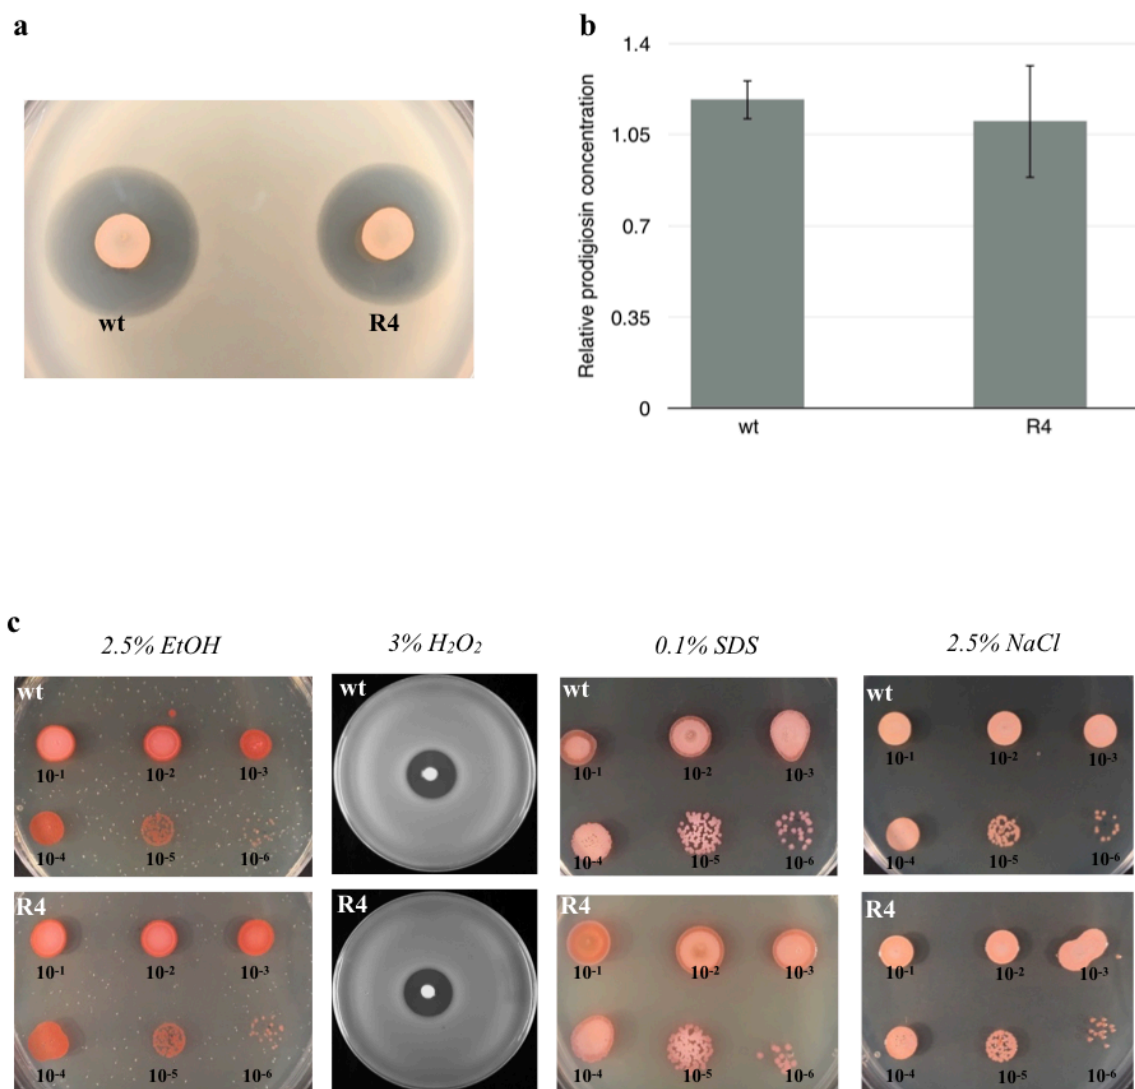 a
wt
R4
b
Relative prodigiosin concentration
1.4
1.05
0.7
0.35
0
wt
R4
c
2.5% EtOH
3% H₂O₂
0.1% SDS
2.5% NaCl
wt
10⁻¹
10⁻²
10⁻³
10⁻⁴
10⁻⁵
10⁻⁶
wt
wt
10⁻¹
10⁻²
10⁻³
10⁻⁴
10⁻⁵
10⁻⁶
wt
10⁻¹
10⁻²
10⁻³
10⁻⁴
10⁻⁵
10⁻⁶
R4
10⁻¹
10⁻²
10⁻³
10⁻⁴
10⁻⁵
10⁻⁶
R4
R4
10⁻¹
10⁻²
10⁻³
10⁻⁴
10⁻⁵
10⁻⁶
R4
10⁻¹
10⁻²
10⁻³
10⁻⁴
10⁻⁵
10⁻⁶